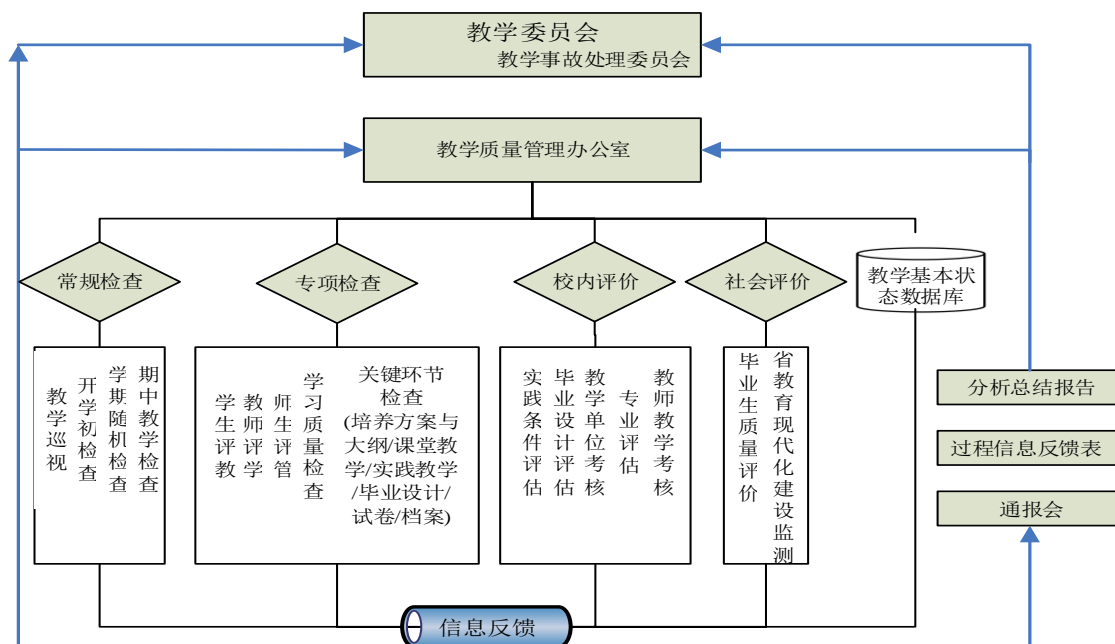 教学委员会
教学事故处理委员会
教学质量管理办公室
常规检查
专项检查
校内评价
社会评价
教学基本状
态数据库
教学巡视
开学初检查
学期随机检查
期中教学检查
学生评教
教师评学
师生评管
学习质量检查
关键环节
检查
(培养方案与
大纲/课堂教
学/实践教学
/毕业设计/
试卷/档案)
实践条件评估
毕业设计评估
教学单位考核
专业评估
教师教学考核
毕业生质量评价
省教育现代化建设监测
分析总结报告
过程信息反馈表
通报会
信息反馈